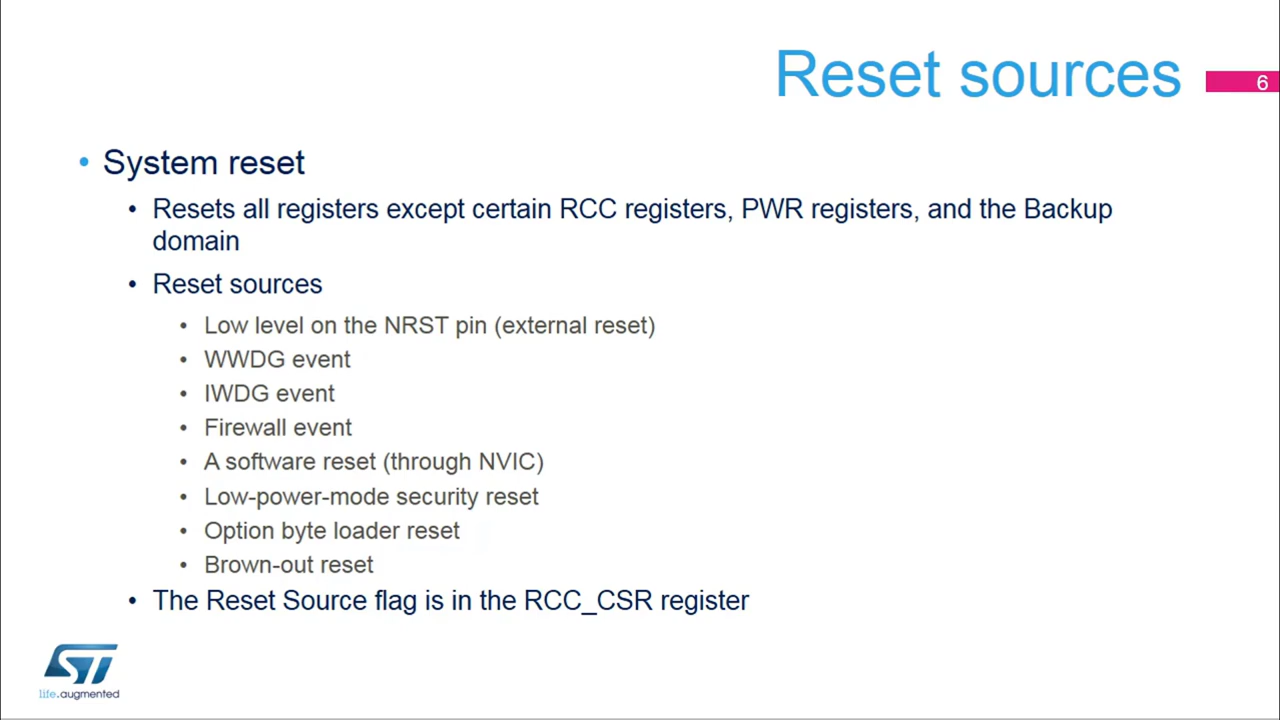 Reset sources
6
• System reset
• Resets all registers except certain RCC registers, PWR registers, and the Backup
domain
• Reset sources
• Low level on the NRST pin (external reset)
• WWDG event
• IWDG event
• Firewall event
• A software reset (through NVIC)
• Low-power-mode security reset
• Option byte loader reset
• Brown-out reset
• The Reset Source flag is in the RCC_CSR register
ST
life.augmented